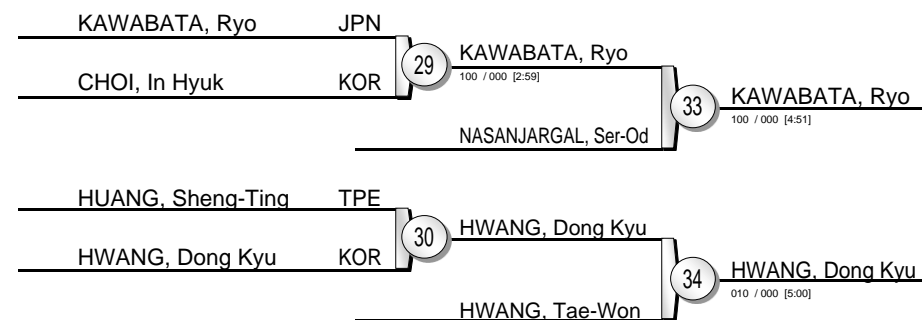 KAWABATA, Ryo JPN
CHOI, In Hyuk KOR
29
KAWABATA, Ryo
100 / 000 [2:59]
NASANJARGAL, Ser-Od
33
KAWABATA, Ryo
100 / 000 [4:51]
HUANG, Sheng-Ting TPE
HWANG, Dong Kyu KOR
30
HWANG, Dong Kyu
HWANG, Tae-Won
34
HWANG, Dong Kyu
010 / 000 [5:00]